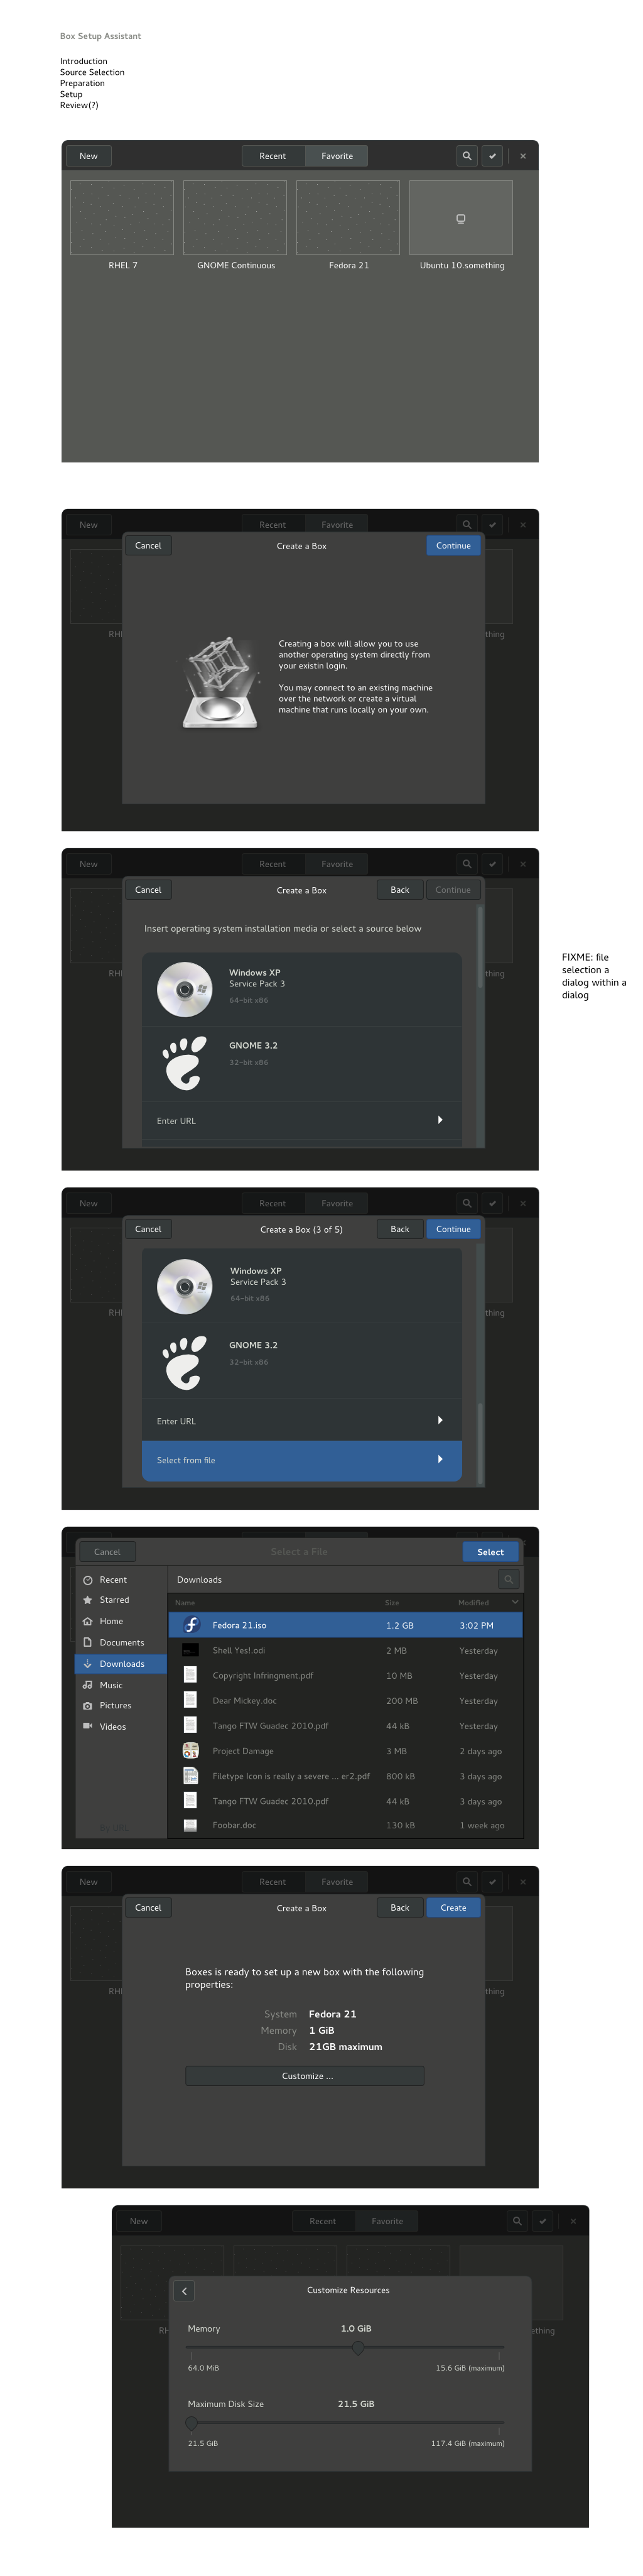 Box Setup Assistant
Introduction
Source Selection
Preparation
Setup
Review(?)
New
Recent
Favorite
RHEL 7
GNOME Continuous
Fedora 21
Ubuntu 10.something
New
Recent
Favorite
Cancel
Create a Box
Continue
RH
thing
Creating a box will allow you to use
another operating system directly from
your existin login.
You may connect to an existing machine
over the network or create a virtual
machine that runs locally on your own.
New
Recent
Favorite
Cancel
Create a Box
Back
Continue
Insert operating system installation media or select a source below
RH
thing
Windows XP
Service Pack 3
64-bit x86
GNOME 3.2
32-bit x86
Enter URL
FIXME: file
selection a
dialog within a
dialog
New
Recent
Favorite
Cancel
Create a Box (3 of 5)
Back
Continue
RH
thing
Windows XP
Service Pack 3
64-bit x86
GNOME 3.2
32-bit x86
Enter URL
Select from file
Cancel
Select a File
Select
Recent
Starred
Home
Documents
Downloads
Music
Pictures
Videos
By URL
Downloads
Name Size Modified
Fedora 21.iso 1.2 GB 3:02 PM
Shell Yes!.odi 2 MB Yesterday
Copyright Infringment.pdf 10 MB Yesterday
Dear Mickey.doc 200 MB Yesterday
Tango FTW Guadec 2010.pdf 44 kB Yesterday
Project Damage 3 MB 2 days ago
Filetype Icon is really a severe ... er2.pdf 800 kB 3 days ago
Tango FTW Guadec 2010.pdf 44 kB 3 days ago
Foobar.doc 130 kB 1 week ago
New
Recent
Favorite
Cancel
Create a Box
Back
Create
RH
thing
Boxes is ready to set up a new box with the following
properties:
System Fedora 21
Memory 1 GiB
Disk 21GB maximum
Customize ...
New
Recent
Favorite
Customize Resources
RH
ething
Memory 1.0 GiB
64.0 MiB 15.6 GiB (maximum)
Maximum Disk Size 21.5 GiB
21.5 GiB 117.4 GiB (maximum)